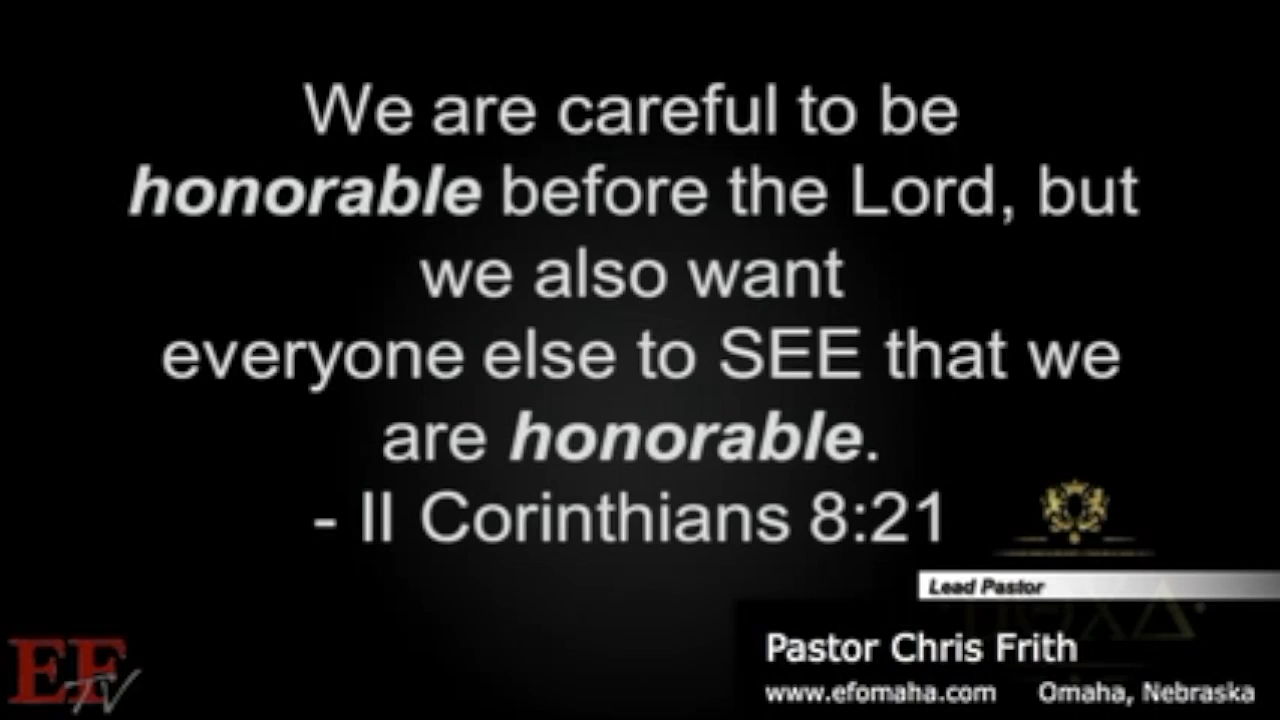 We are careful to be
honorable before the Lord, but
we also want
everyone else to SEE that we
are honorable.
- II Corinthians 8:21
Lead Pastor
Pastor Chris Frith
www.efomaha.com Omaha, Nebraska
EF
TV